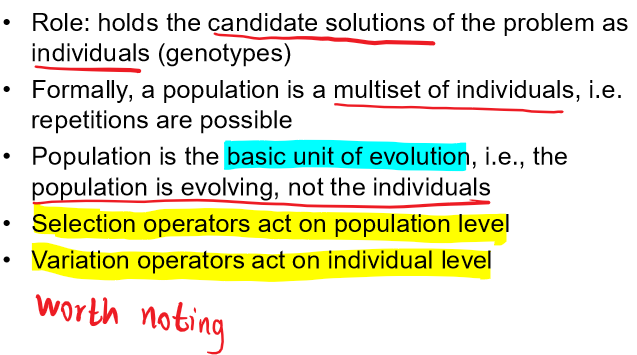 • Role: holds the candidate solutions of the problem as
individuals (genotypes)
• Formally, a population is a multiset of individuals, i.e.
repetitions are possible
• Population is the basic unit of evolution, i.e., the
population is evolving, not the individuals
• Selection operators act on population level
• Variation operators act on individual level
worth noting